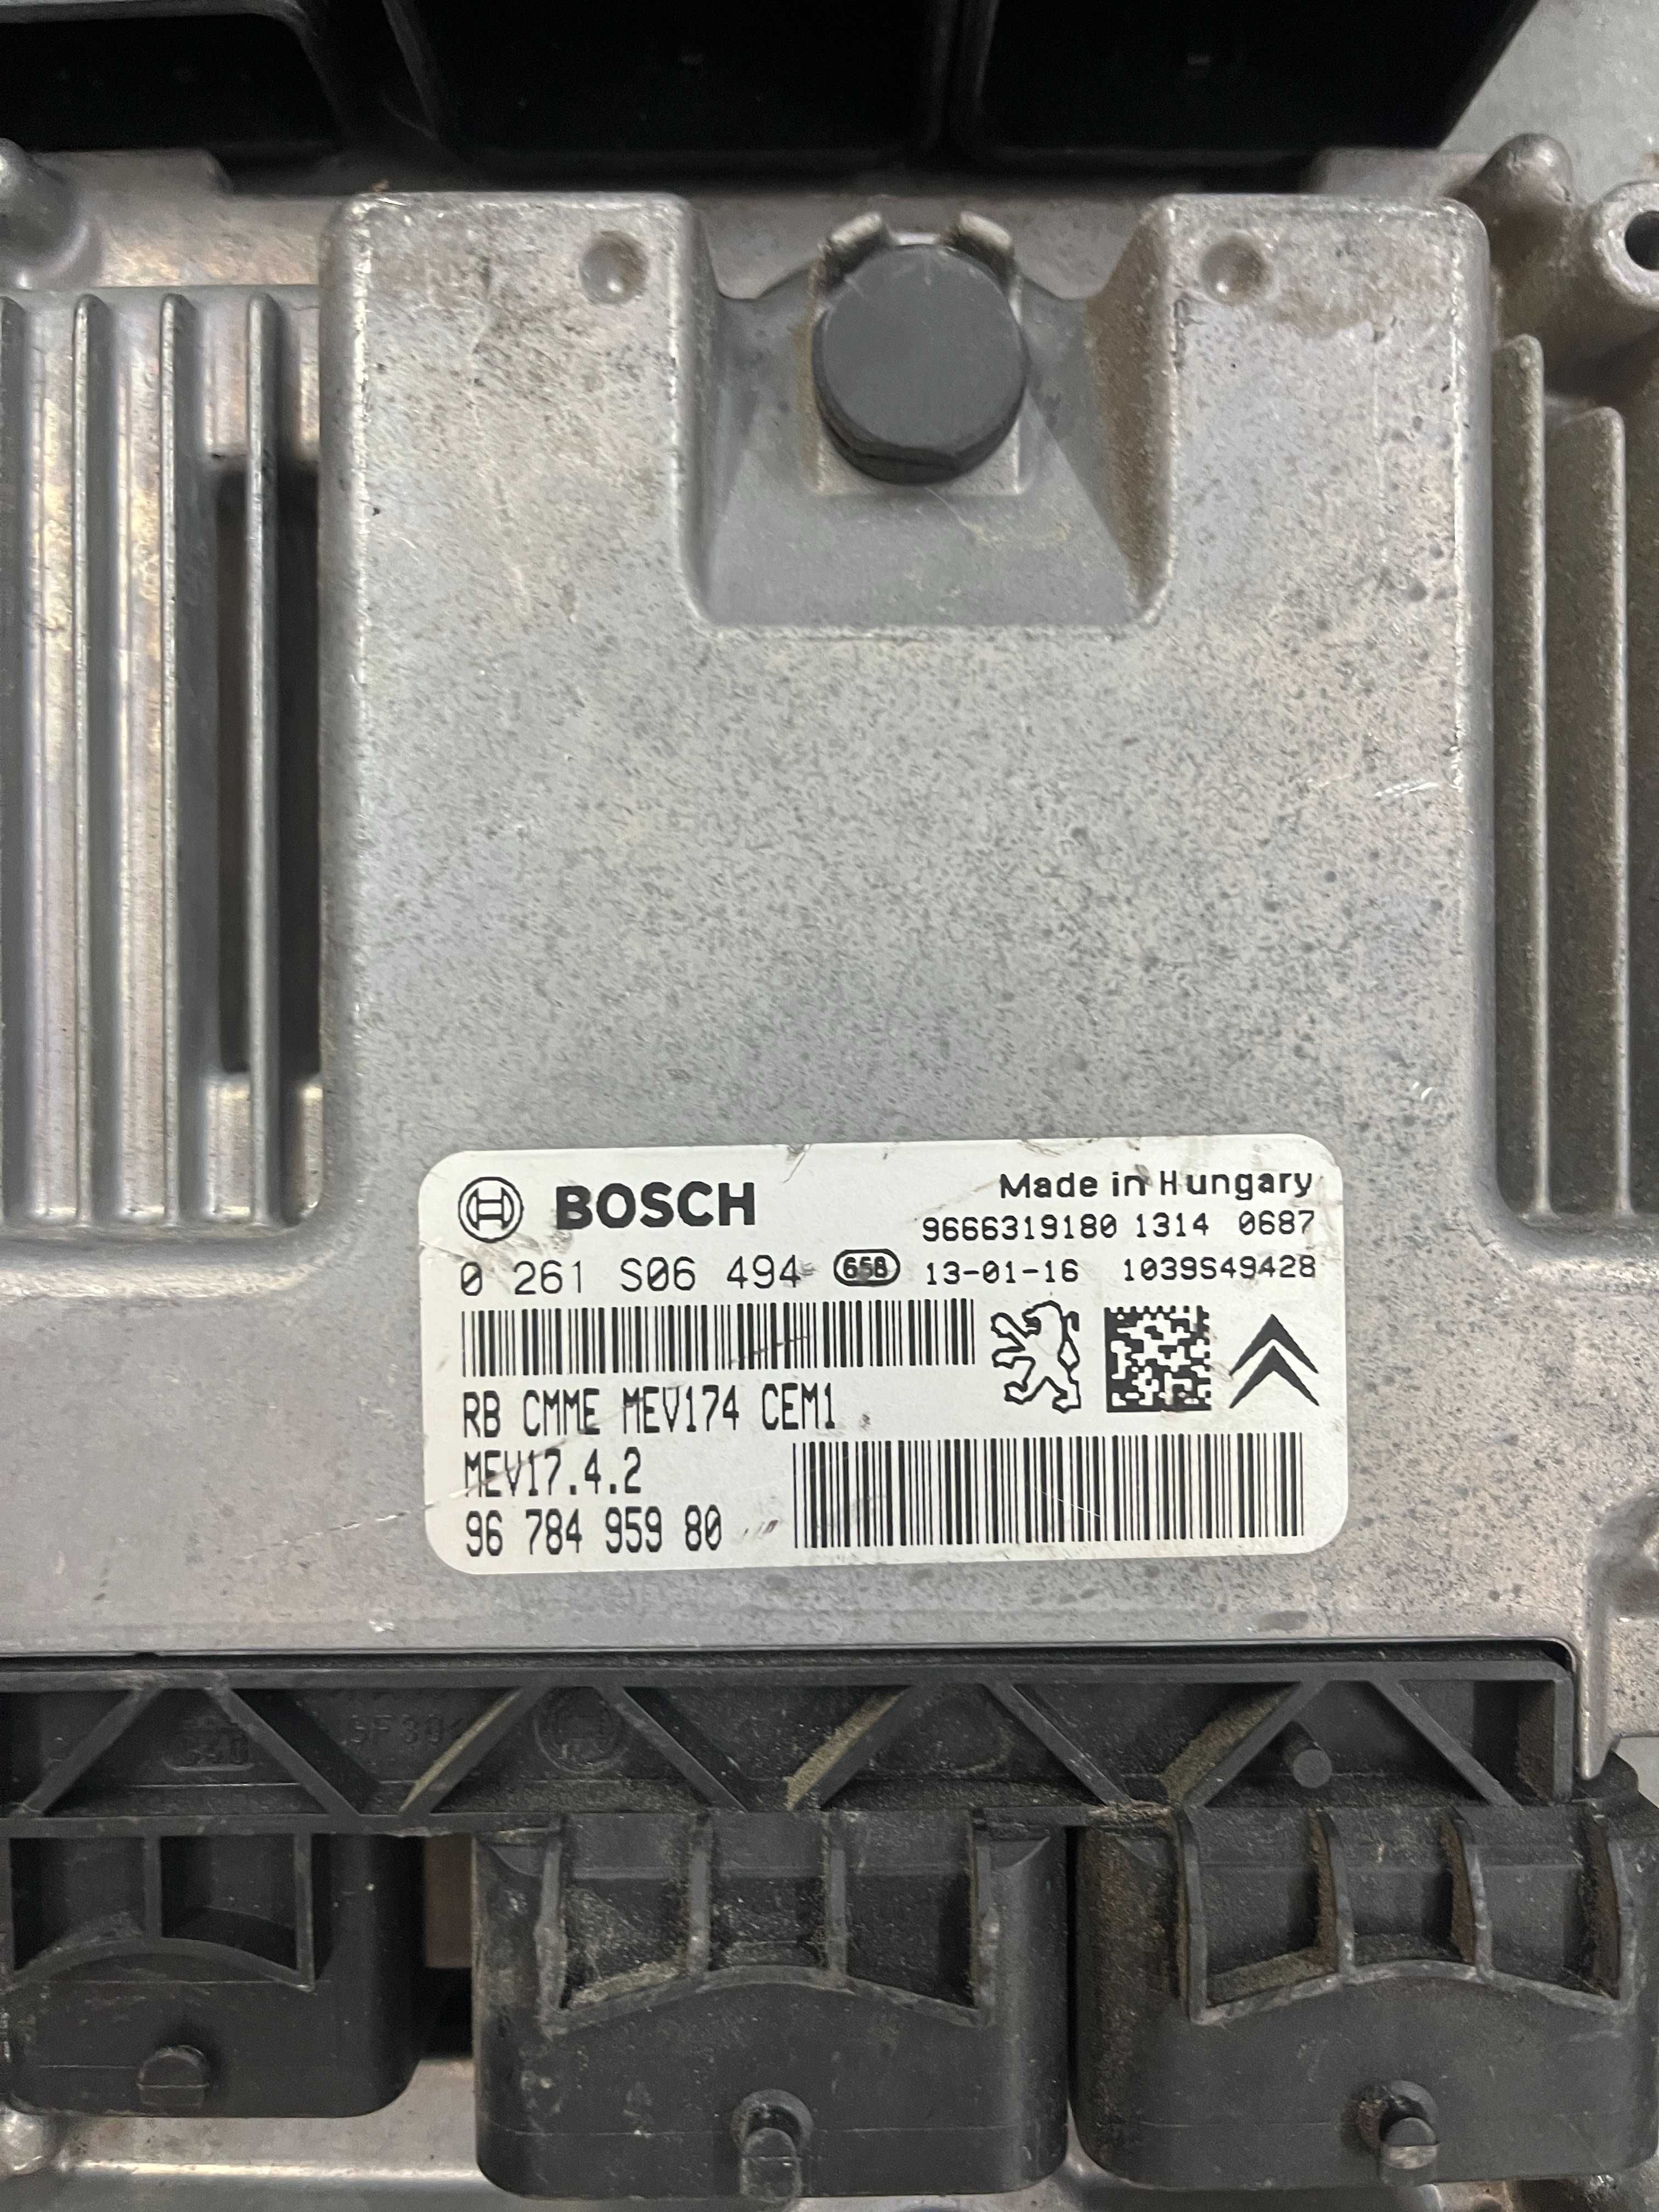 BOSCH
Made in Hungary
9666319180 1314 0687
0 261 S06 494
13-01-16 1039S49428
RB CMME MEV174 CEM1
MEV17.4.2
96 784 959 80